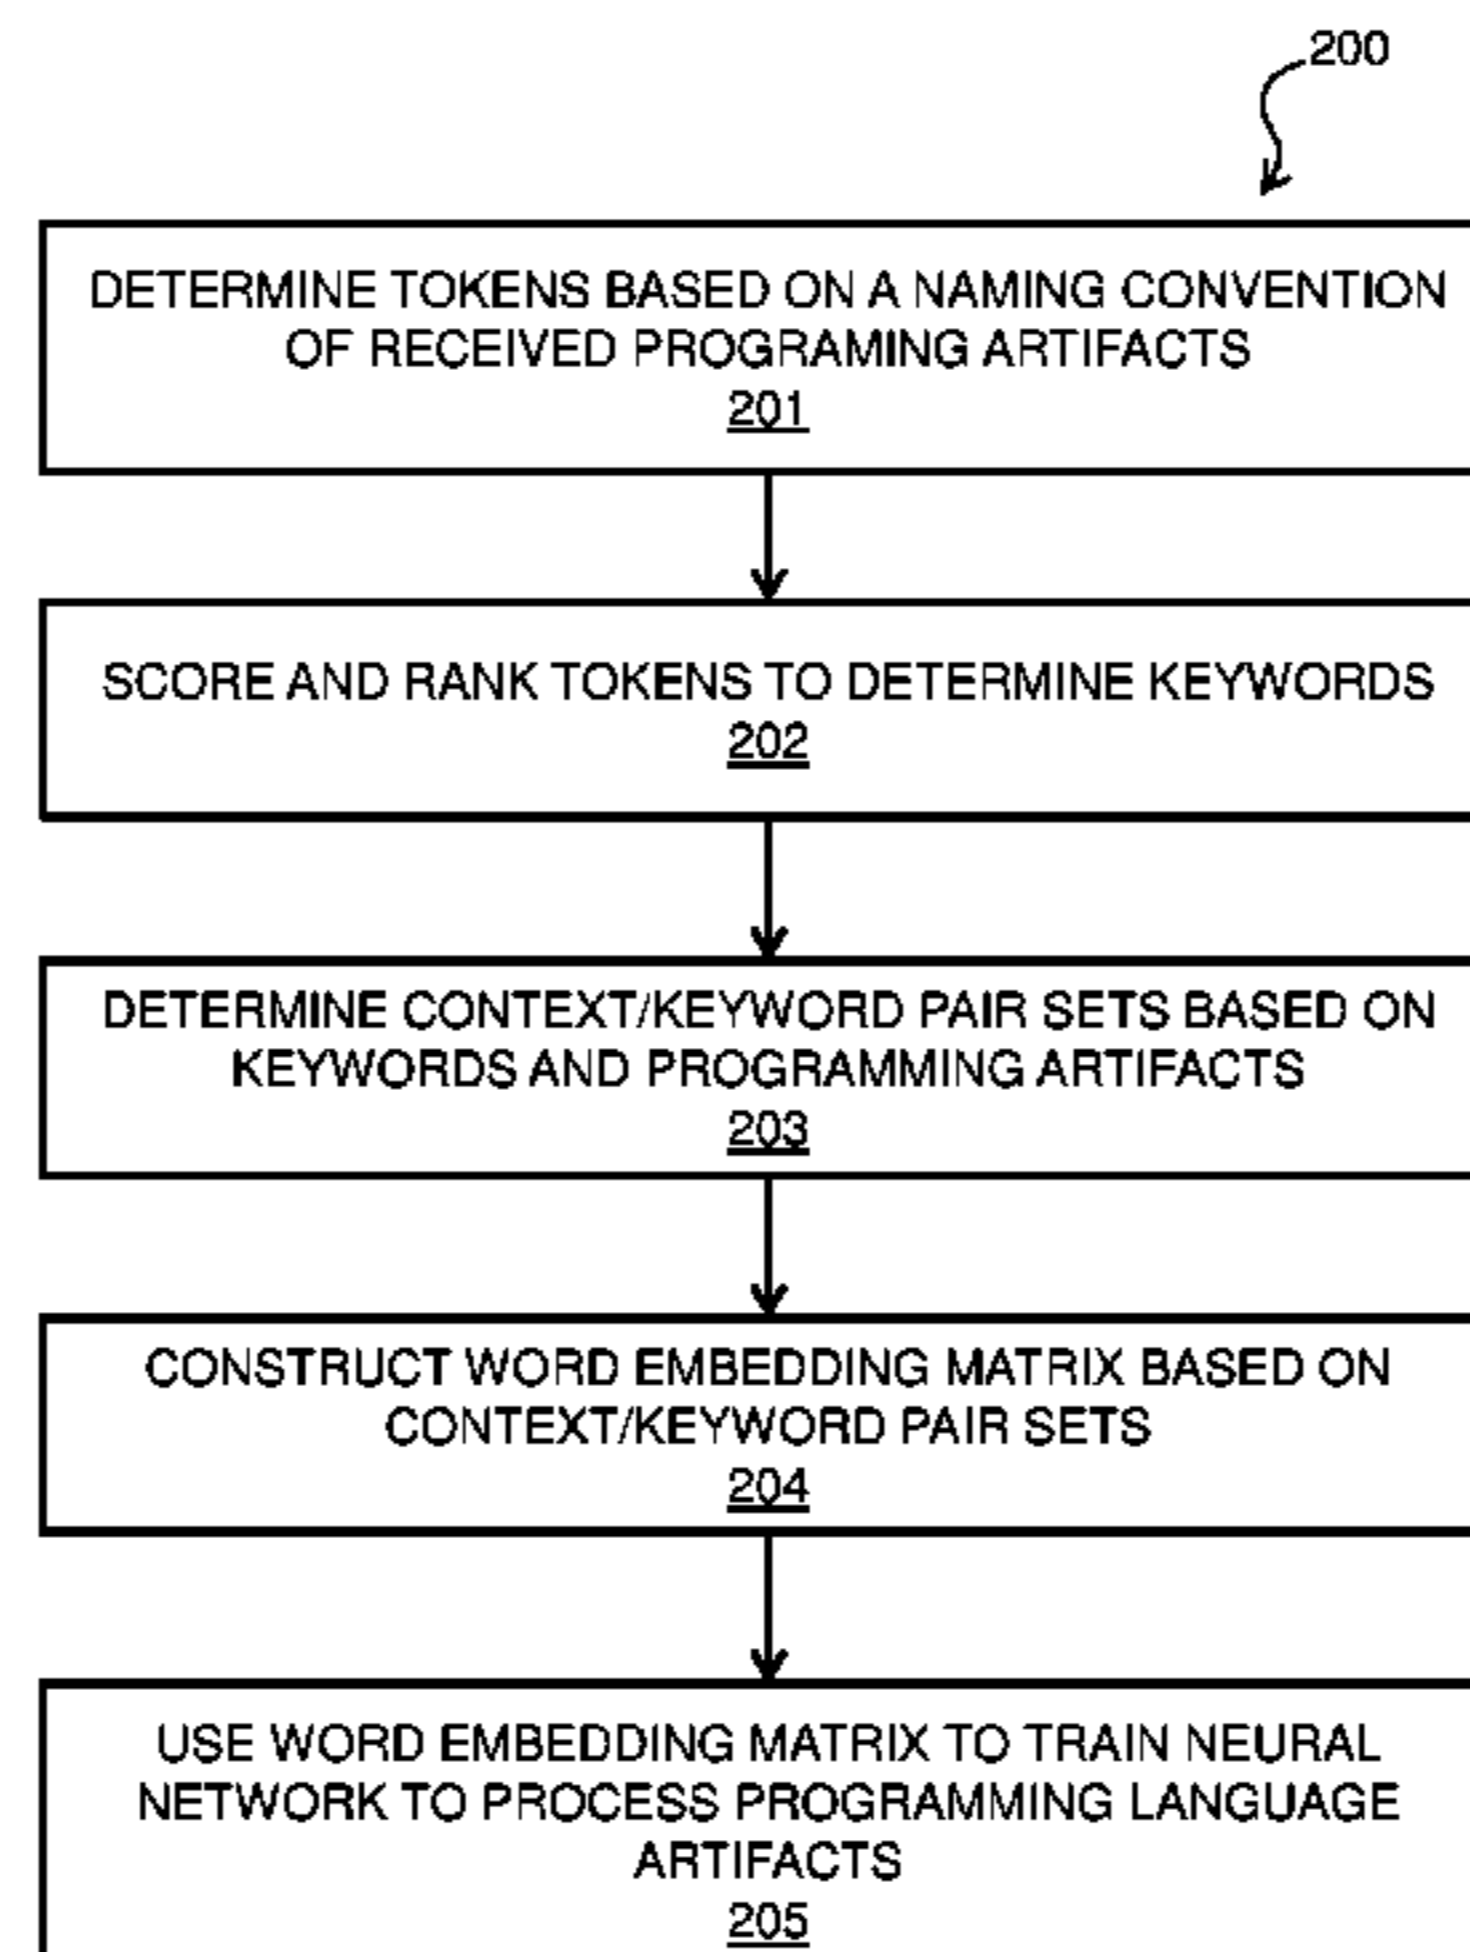 200
DETERMINE TOKENS BASED ON A NAMING CONVENTION
OF RECEIVED PROGRAMING ARTIFACTS
201
SCORE AND RANK TOKENS TO DETERMINE KEYWORDS
202
DETERMINE CONTEXT/KEYWORD PAIR SETS BASED ON
KEYWORDS AND PROGRAMMING ARTIFACTS
203
CONSTRUCT WORD EMBEDDING MATRIX BASED ON
CONTEXT/KEYWORD PAIR SETS
204
USE WORD EMBEDDING MATRIX TO TRAIN NEURAL
NETWORK TO PROCESS PROGRAMMING LANGUAGE
ARTIFACTS
205